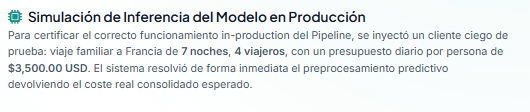 Simulación de Inferencia del Modelo en Producción
Para certificar el correcto funcionamiento in-production del Pipeline, se inyectó un cliente ciego de
prueba: viaje familiar a Francia de 7 noches, 4 viajeros, con un presupuesto diario por persona de
$3,500.00 USD. El sistema resolvió de forma inmediata el preprocesamiento predictivo
devolviendo el coste real consolidado esperado.